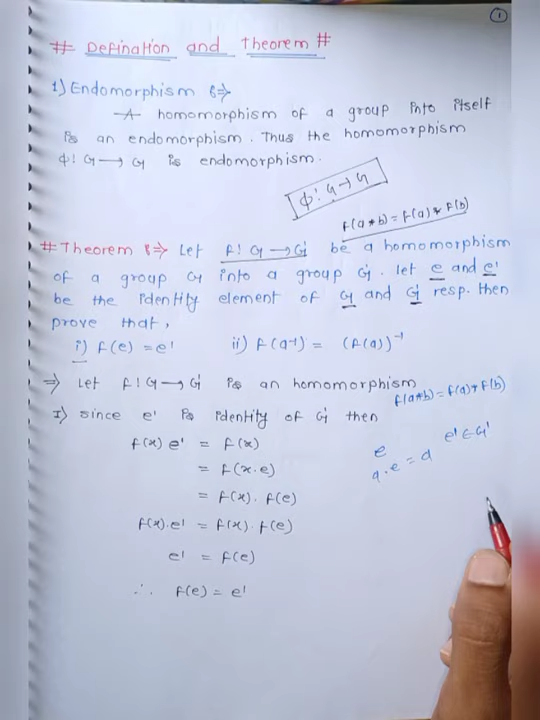 1
# Defination and Theorem #
1) Endomorphism :⇒
A homomorphism of a group into itself
is an endomorphism. Thus the homomorphism
Φ: G → G is endomorphism.
Φ: G → G
f(a*b) = f(a) * f(b)
# Theorem :⇒ Let f: G → G' be a homomorphism
of a group G into a group G'. let e and e'
be the identity element of G and G' resp. then
prove that,
i) f(e) = e' ii) f(a⁻¹) = (f(a))⁻¹
⇒ Let f: G → G' is an homomorphism
f(a*b) = f(a) * f(b)
I) since e' is identity of G' then
e' ∈ G'
f(x) e' = f(x)
e
a.e = a
= f(x.e)
= f(x). f(e)
f(x).e' = f(x). f(e)
e' = f(e)
∴ f(e) = e'